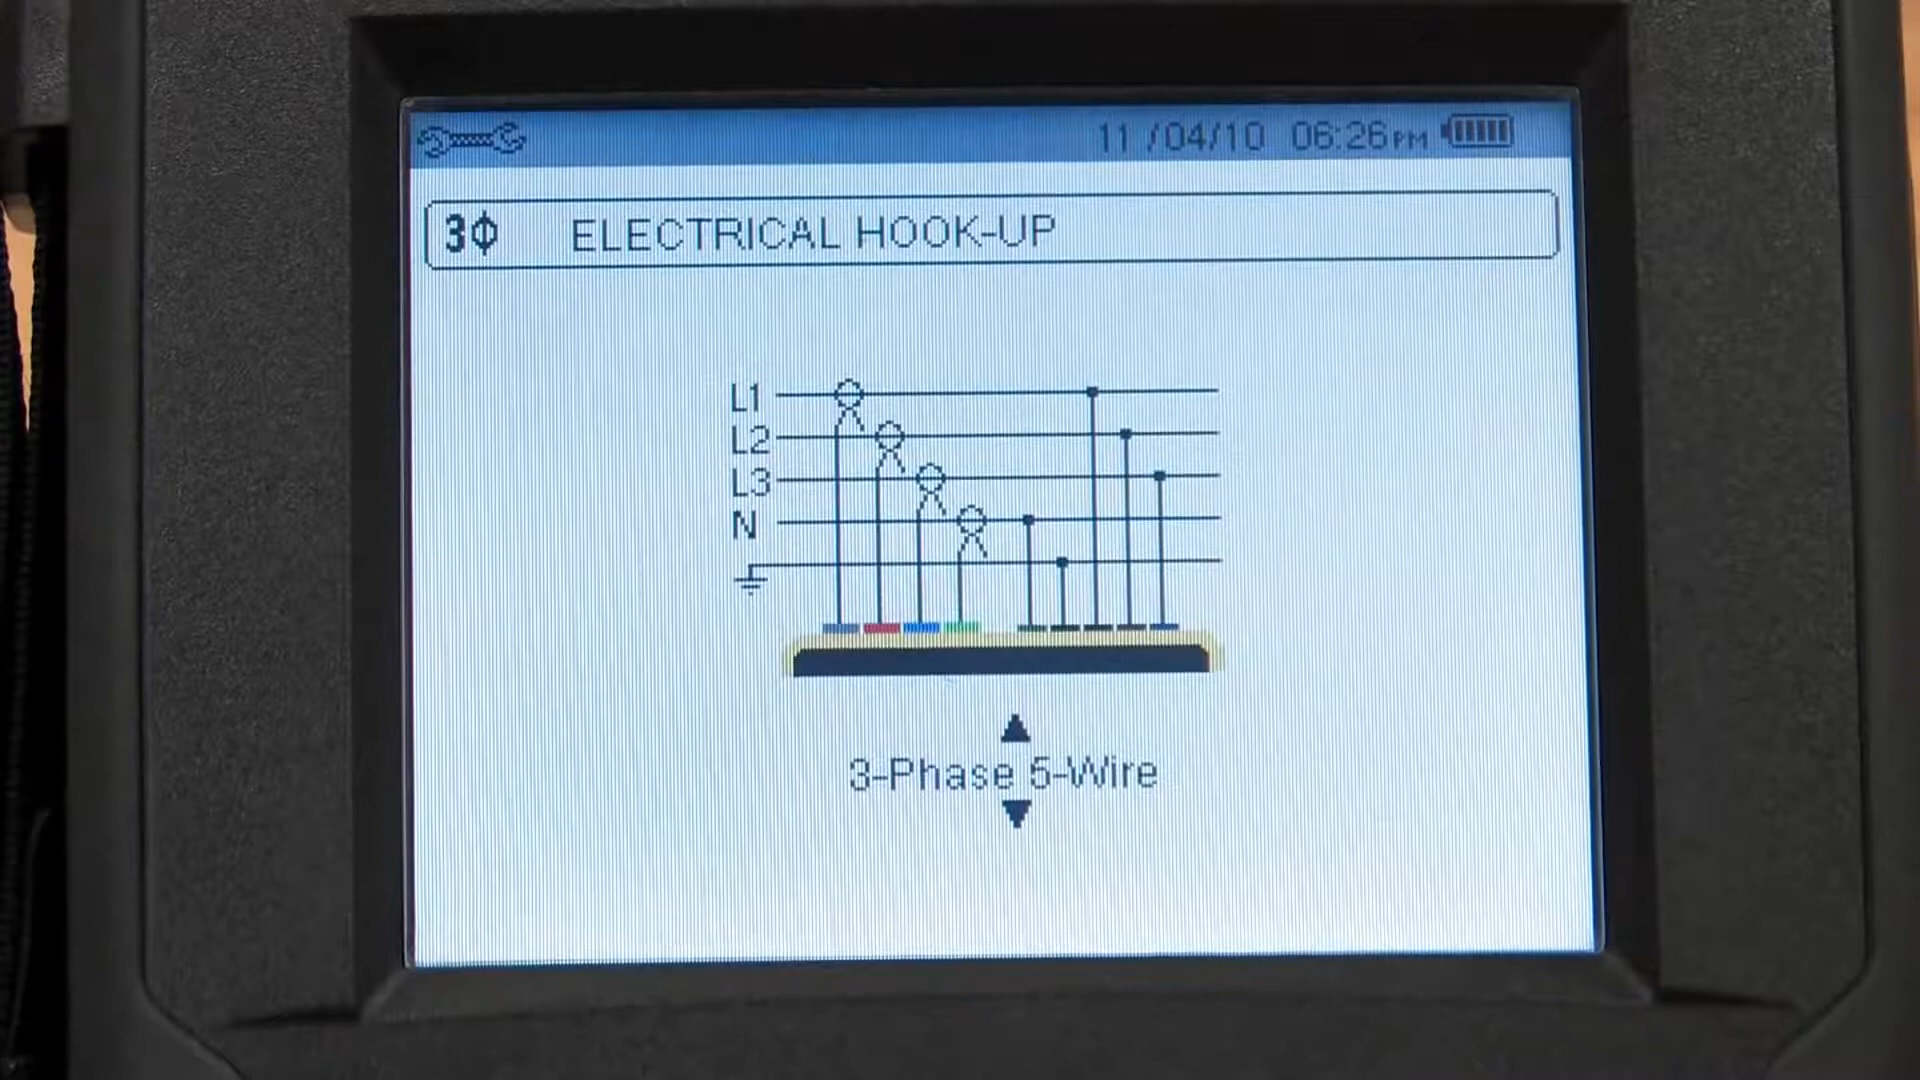 11 /04/10 06:26PM
3Φ ELECTRICAL HOOK-UP
L1
L2
L3
N
3-Phase 5-Wire